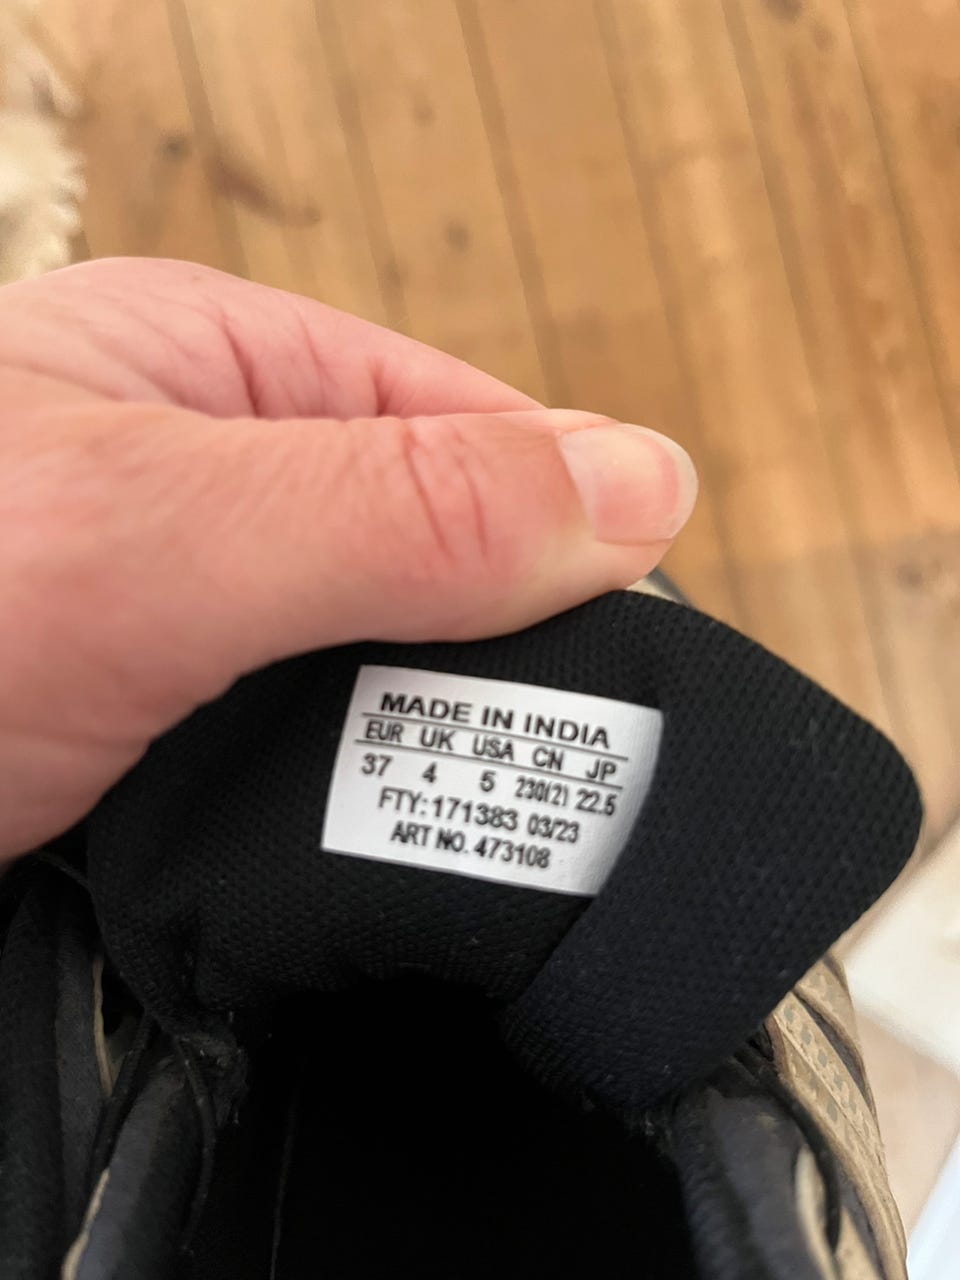 MADE IN INDIA
EUR UK USA CN JP
37 4 5 230(2) 22.5
FTY:171383 03/23
ART NO. 473108